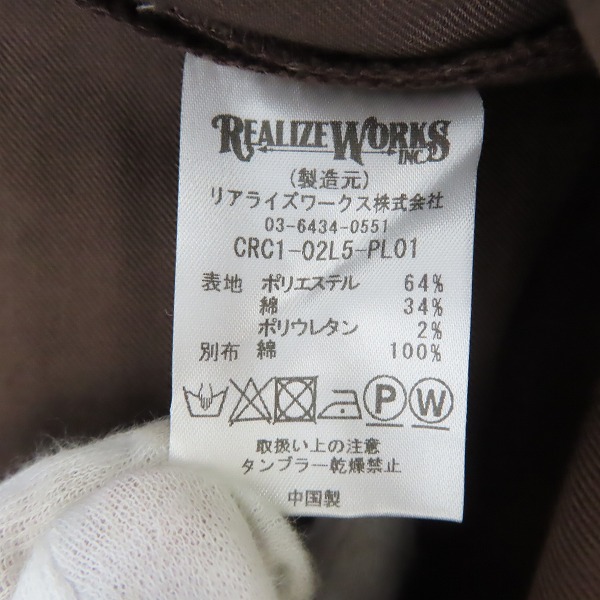 REALIZEWORKS
INC.
(製造元)
リアライズワークス株式会社
03-6434-0551
CRC1-02L5-PL01
表地 ポリエステル 64%
綿 34%
ポリウレタン 2%
別布 綿 100%
P W
取扱い上の注意
タンブラー乾燥禁止
中国製